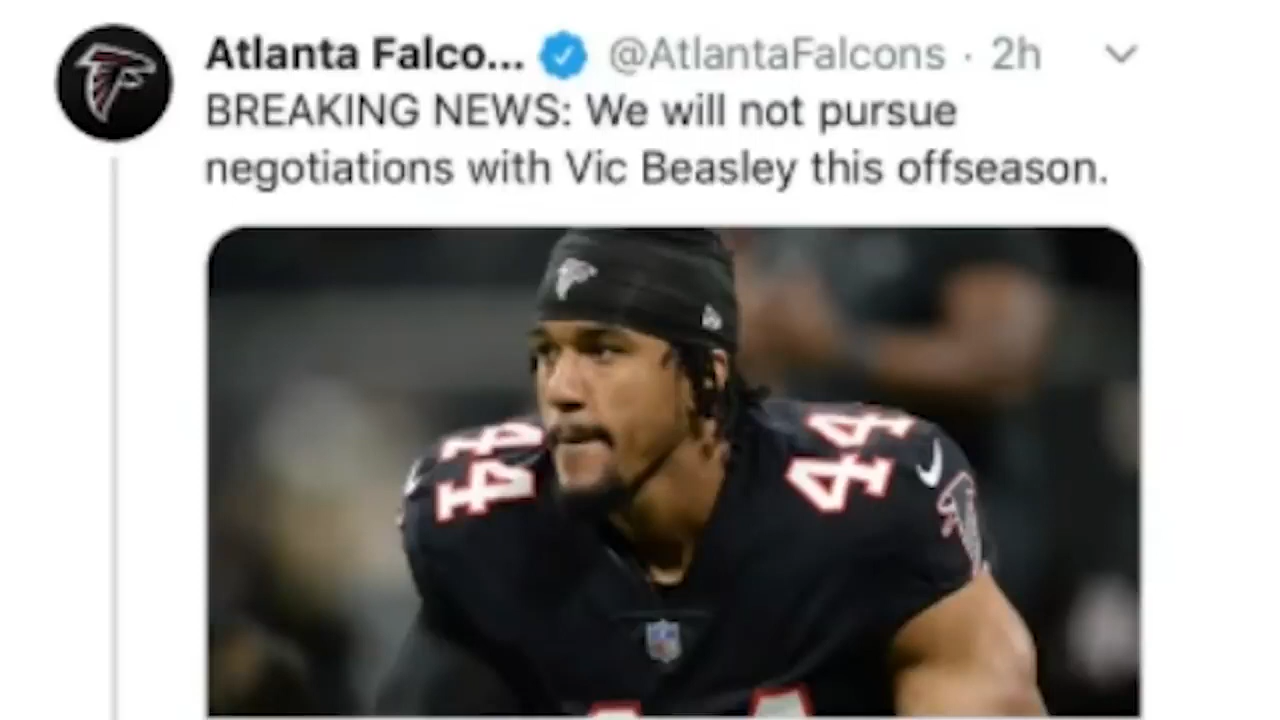 Atlanta Falco... @AtlantaFalcons · 2h
BREAKING NEWS: We will not pursue
negotiations with Vic Beasley this offseason.
44 44